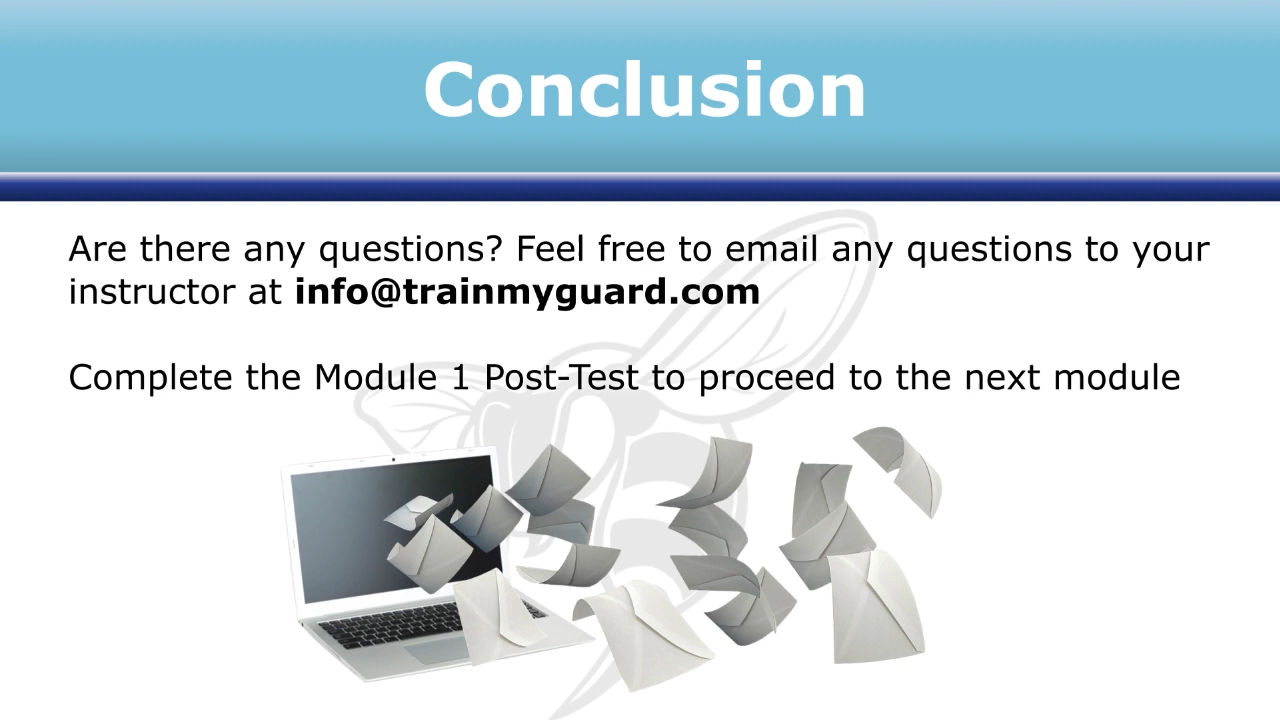 Conclusion
Are there any questions? Feel free to email any questions to your
instructor at info@trainmyguard.com
Complete the Module 1 Post-Test to proceed to the next module